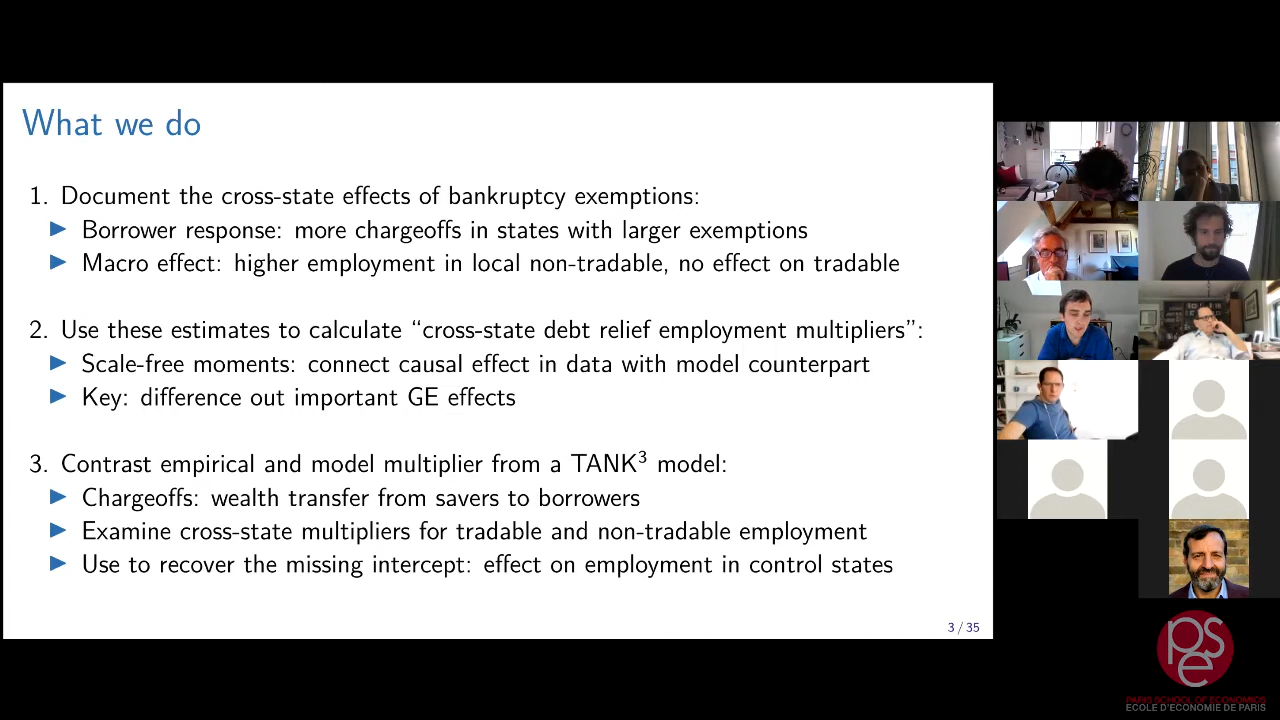 What we do
1. Document the cross-state effects of bankruptcy exemptions:
▶ Borrower response: more chargeoffs in states with larger exemptions
▶ Macro effect: higher employment in local non-tradable, no effect on tradable
2. Use these estimates to calculate “cross-state debt relief employment multipliers”:
▶ Scale-free moments: connect causal effect in data with model counterpart
▶ Key: difference out important GE effects
3. Contrast empirical and model multiplier from a TANK³ model:
▶ Chargeoffs: wealth transfer from savers to borrowers
▶ Examine cross-state multipliers for tradable and non-tradable employment
▶ Use to recover the missing intercept: effect on employment in control states
3 / 35
pse
PARIS SCHOOL OF ECONOMICS
ECOLE D'ECONOMIE DE PARIS